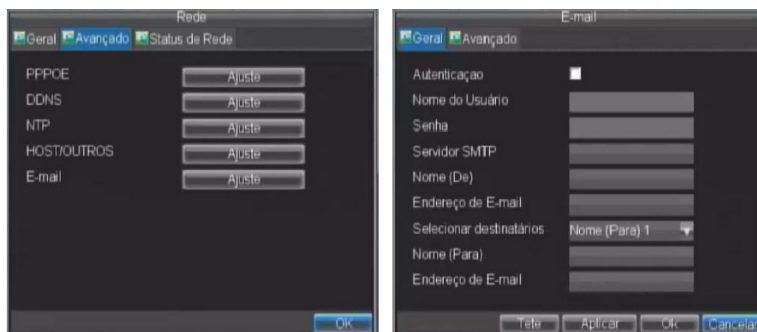 Rede
Geral Avançado Status de Rede
PPPOE Ajuste
DDNS Ajuste
NTP Ajuste
HOST/OUTROS Ajuste
E-mail Ajuste
OK
E-mail
Geral Avançado
Autenticaçao
Nome do Usuário
Senha
Servidor SMTP
Nome (De)
Endereço de E-mail
Selecionar destinatários Nome (Para) 1
Nome (Para)
Endereço de E-mail
Tete Aplicar Ok Cancelar